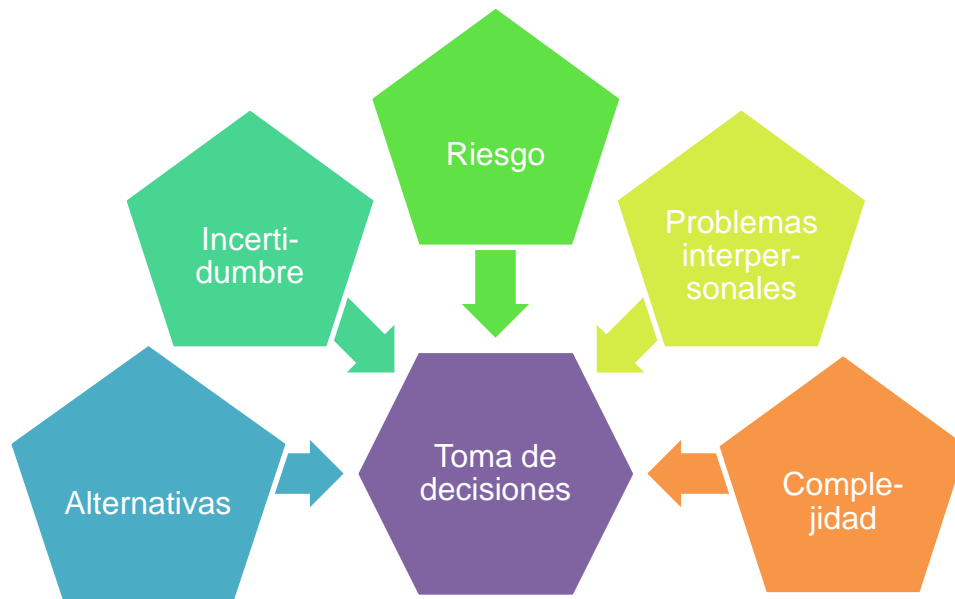 Riesgo
Incerti-
dumbre
Problemas
interper-
sonales
Alternativas
Toma de
decisiones
Comple-
jidad